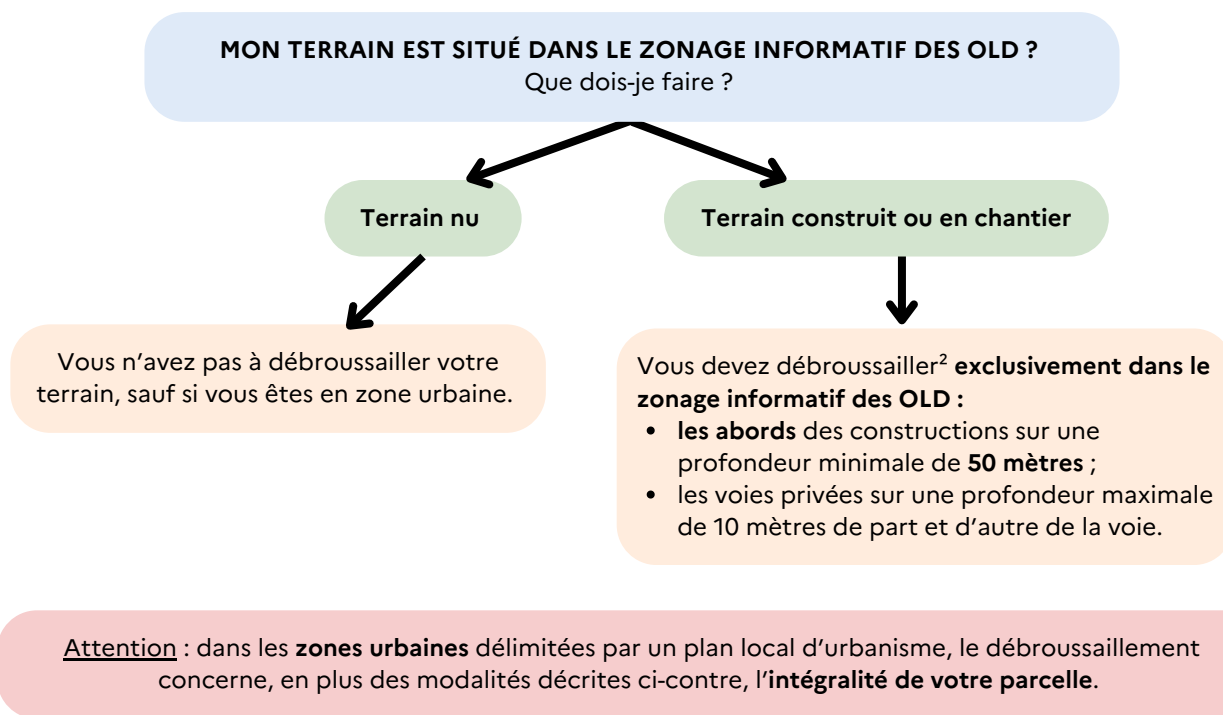 MON TERRAIN EST SITUÉ DANS LE ZONAGE INFORMATIF DES OLD ?
Que dois-je faire ?
Terrain nu
Terrain construit ou en chantier
Vous n’avez pas à débroussailler votre
terrain, sauf si vous êtes en zone urbaine.
Vous devez débroussailler² exclusivement dans le
zonage informatif des OLD :
• les abords des constructions sur une
profondeur minimale de 50 mètres ;
• les voies privées sur une profondeur maximale
de 10 mètres de part et d’autre de la voie.
Attention : dans les zones urbaines délimitées par un plan local d’urbanisme, le débroussaillement
concerne, en plus des modalités décrites ci-contre, l’intégralité de votre parcelle.